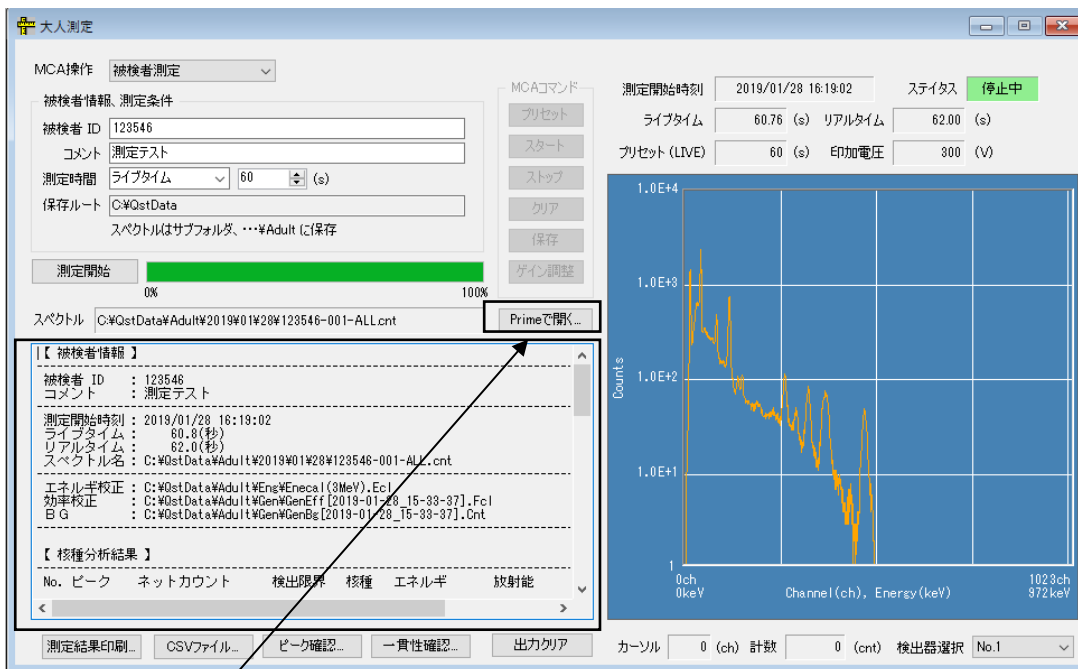 大人測定
MCA操作 被検者測定
被検者情報、測定条件
被検者 ID 123546
コメント 測定テスト
測定時間 ライブタイム 60 (s)
保存ルート C:¥QstData
スペクトルはサブフォルダ、・・・¥Adult に保存
測定開始
0% 100%
MCAコマンド
プリセット
スタート
ストップ
クリア
保存
ゲイン調整
スペクトル C:¥QstData¥Adult¥2019¥01¥28¥123546-001-ALL.cnt Primeで開く...
【 被検者情報 】
被検者 ID : 123546
コメント : 測定テスト
測定開始時刻 : 2019/01/28 16:19:02
ライブタイム : 60.8(秒)
リアルタイム : 62.0(秒)
スペクトル名 : C:¥QstData¥Adult¥2019¥01¥28¥123546-001-ALL.cnt
エネルギ校正 : C:¥QstData¥Adult¥Eng¥Enecal(3MeV).Ecl
効率校正 : C:¥QstData¥Adult¥Gen¥GenEff[2019-01-28_15-33-37].Fcl
ＢＧ : C:¥QstData¥Adult¥Gen¥GenBg[2019-01-28_15-33-37].Cnt
【 核種分析結果 】
No. ピーク ネットカウント 検出限界 核種 エネルギ 放射能
測定結果印刷... CSVファイル... ピーク確認... 一貫性確認... 出力クリア
測定開始時刻 2019/01/28 16:19:02 ステイタス 停止中
ライブタイム 60.76 (s) リアルタイム 62.00 (s)
プリセット (LIVE) 60 (s) 印加電圧 300 (V)
1.0E+4
1.0E+3
1.0E+2
1.0E+1
1
Counts
0ch 1023ch
0keV Channel(ch), Energy(keV) 972keV
カーソル 0 (ch) 計数 0 (cnt) 検出器選択 No.1